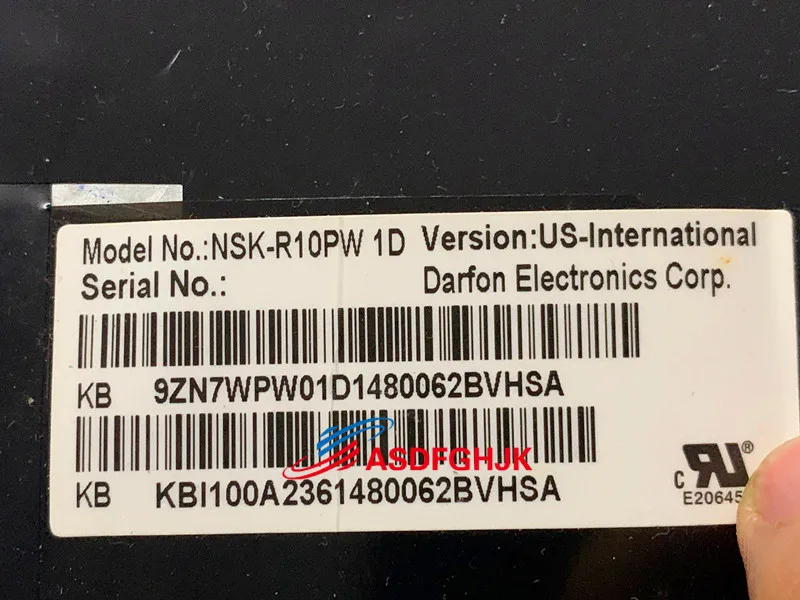 Model No.:NSK-R10PW 1D Version:US-International
Serial No.: Darfon Electronics Corp.
KB 9ZN7WPW01D1480062BVHSA
ASDFGHJK
KB KBI100A2361480062BVHSA
c RU ®
E20645